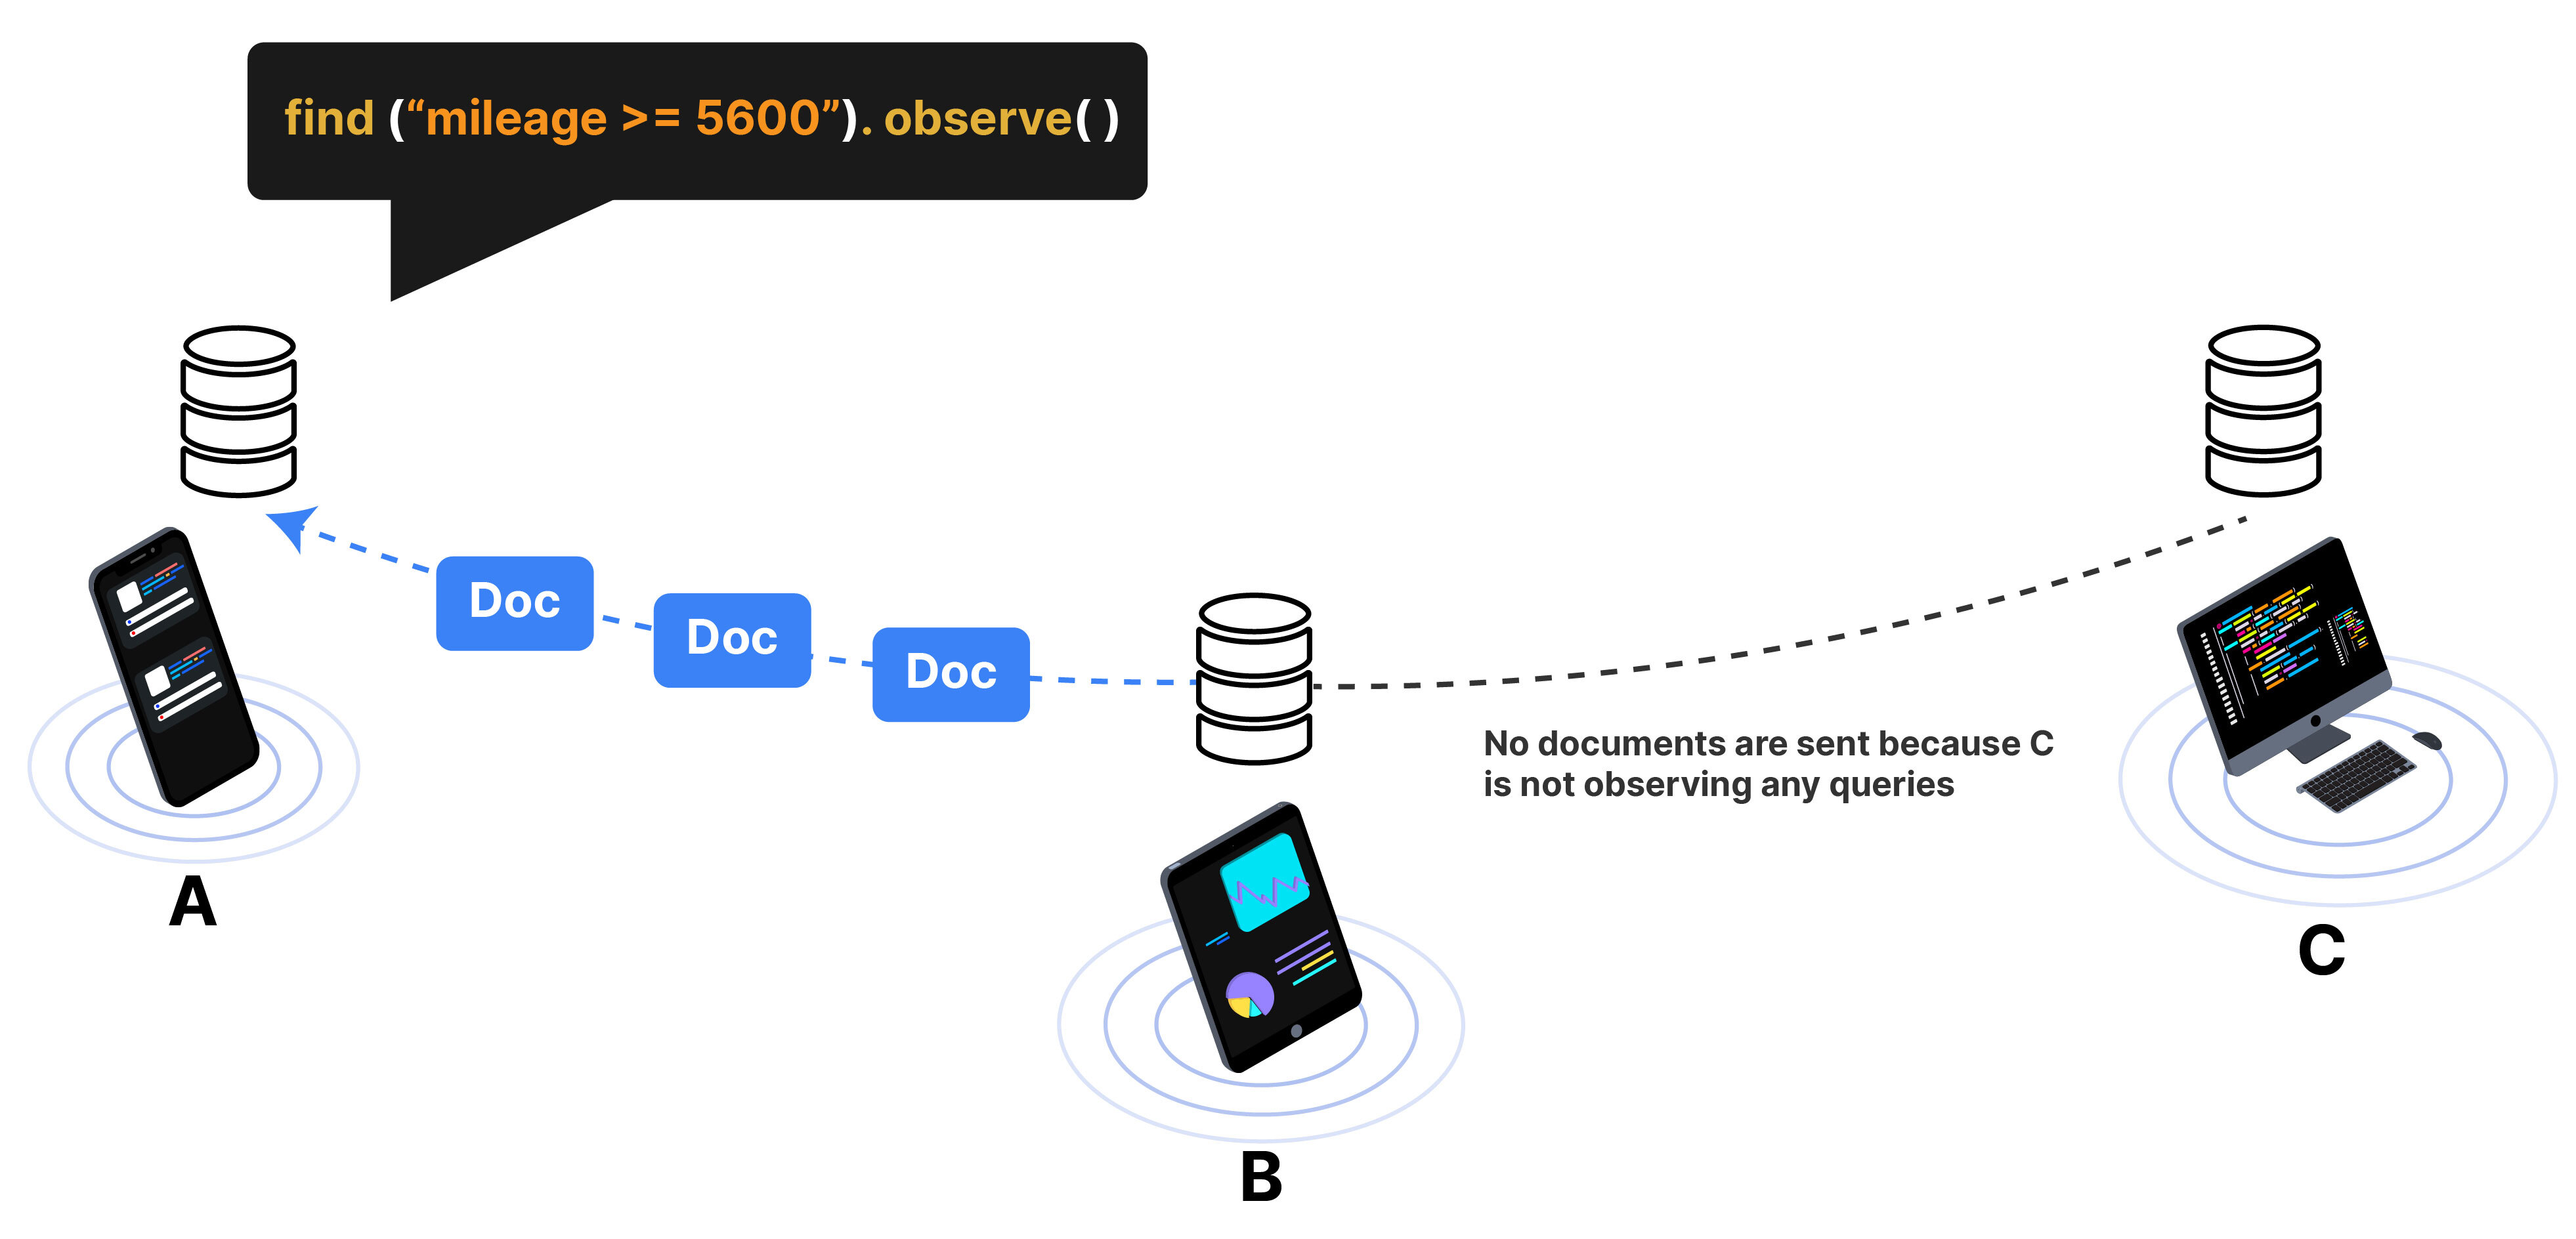 find (“mileage >= 5600”). observe( )
Doc
Doc
Doc
No documents are sent because C
is not observing any queries
A
B
C